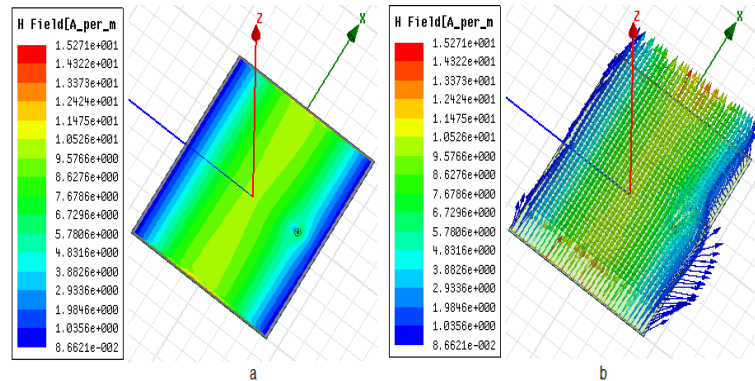 H Field[A_per_m
1.5271e+001
1.4322e+001
1.3373e+001
1.2424e+001
1.1475e+001
1.0526e+001
9.5766e+000
8.6276e+000
7.6786e+000
6.7296e+000
5.7806e+000
4.8316e+000
3.8826e+000
2.9336e+000
1.9846e+000
1.0356e+000
8.6621e-002
Z
X
a
H Field[A_per_m
1.5271e+001
1.4322e+001
1.3373e+001
1.2424e+001
1.1475e+001
1.0526e+001
9.5766e+000
8.6276e+000
7.6786e+000
6.7296e+000
5.7806e+000
4.8316e+000
3.8826e+000
2.9336e+000
1.9846e+000
1.0356e+000
8.6621e-002
Z
X
b